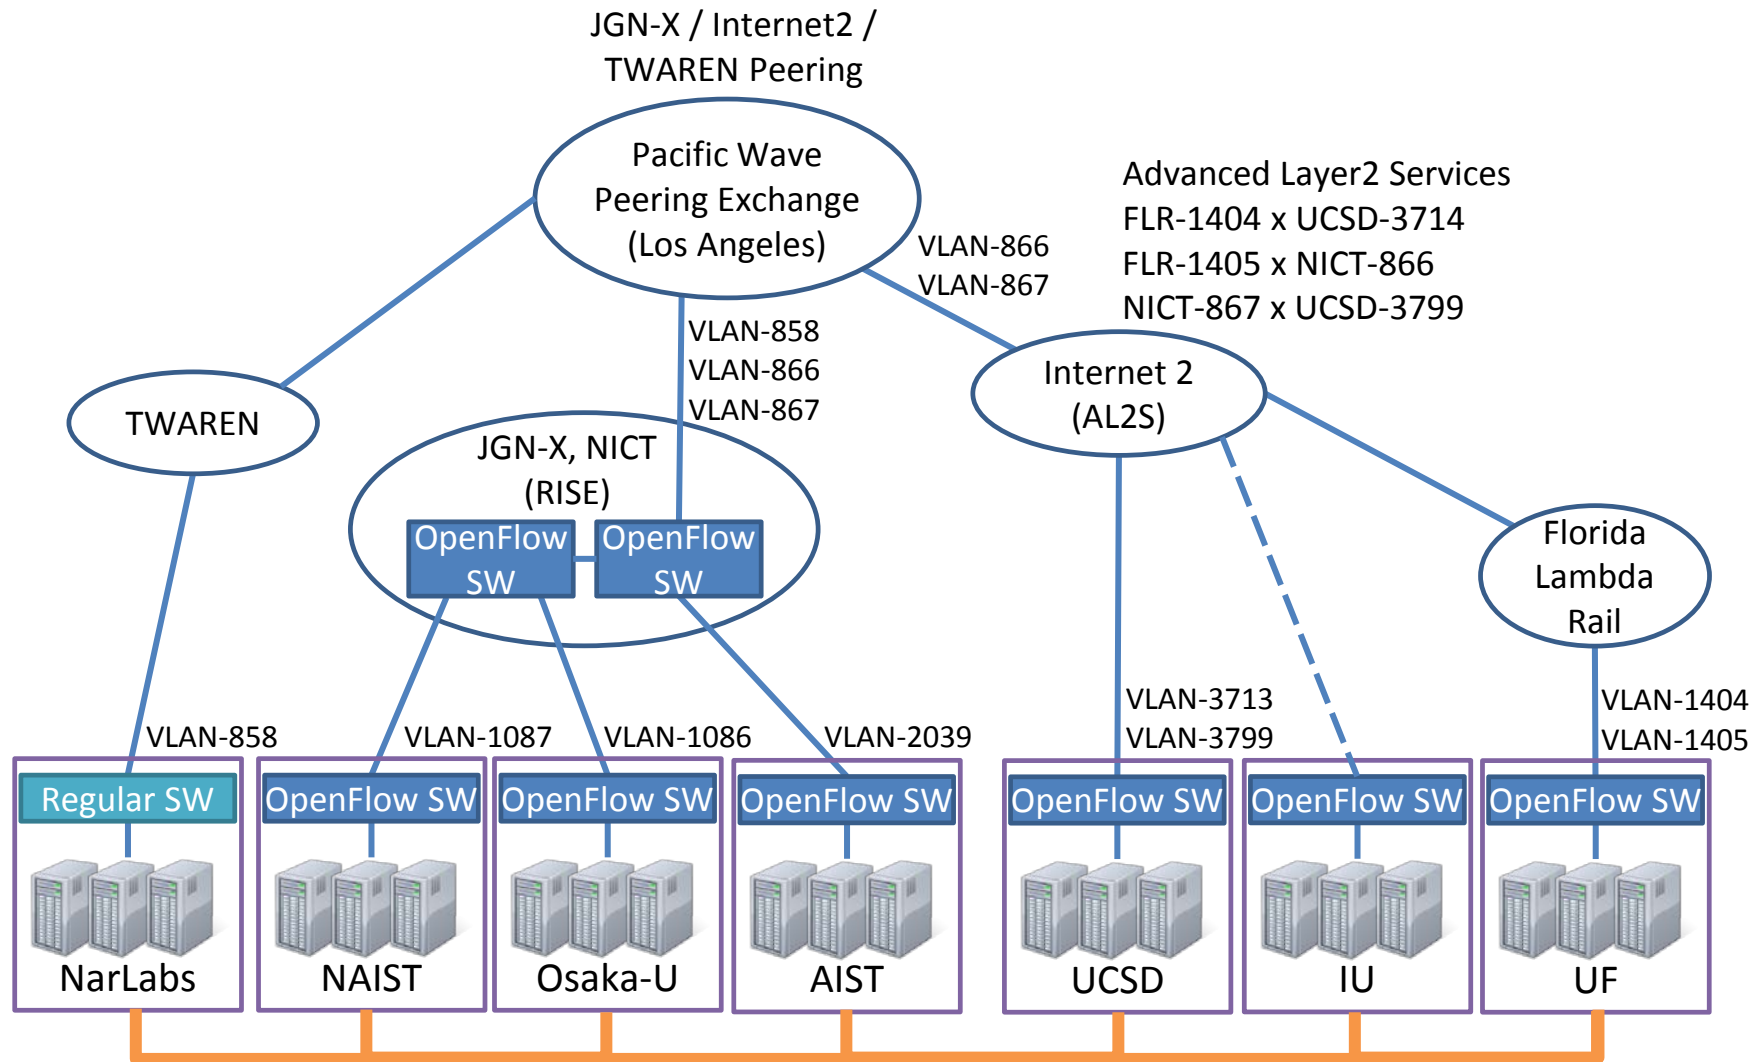 JGN-X / Internet2 /
TWAREN Peering
Pacific Wave
Peering Exchange
(Los Angeles)
Advanced Layer2 Services
FLR-1404 x UCSD-3714
FLR-1405 x NICT-866
NICT-867 x UCSD-3799
VLAN-866
VLAN-867
VLAN-858
VLAN-866
VLAN-867
Internet 2
(AL2S)
TWAREN
JGN-X, NICT
(RISE)
OpenFlow
SW
OpenFlow
SW
Florida
Lambda
Rail
VLAN-858
VLAN-1087
VLAN-1086
VLAN-2039
VLAN-3713
VLAN-3799
VLAN-1404
VLAN-1405
Regular SW
OpenFlow SW
OpenFlow SW
OpenFlow SW
OpenFlow SW
OpenFlow SW
OpenFlow SW
NarLabs
NAIST
Osaka-U
AIST
UCSD
IU
UF